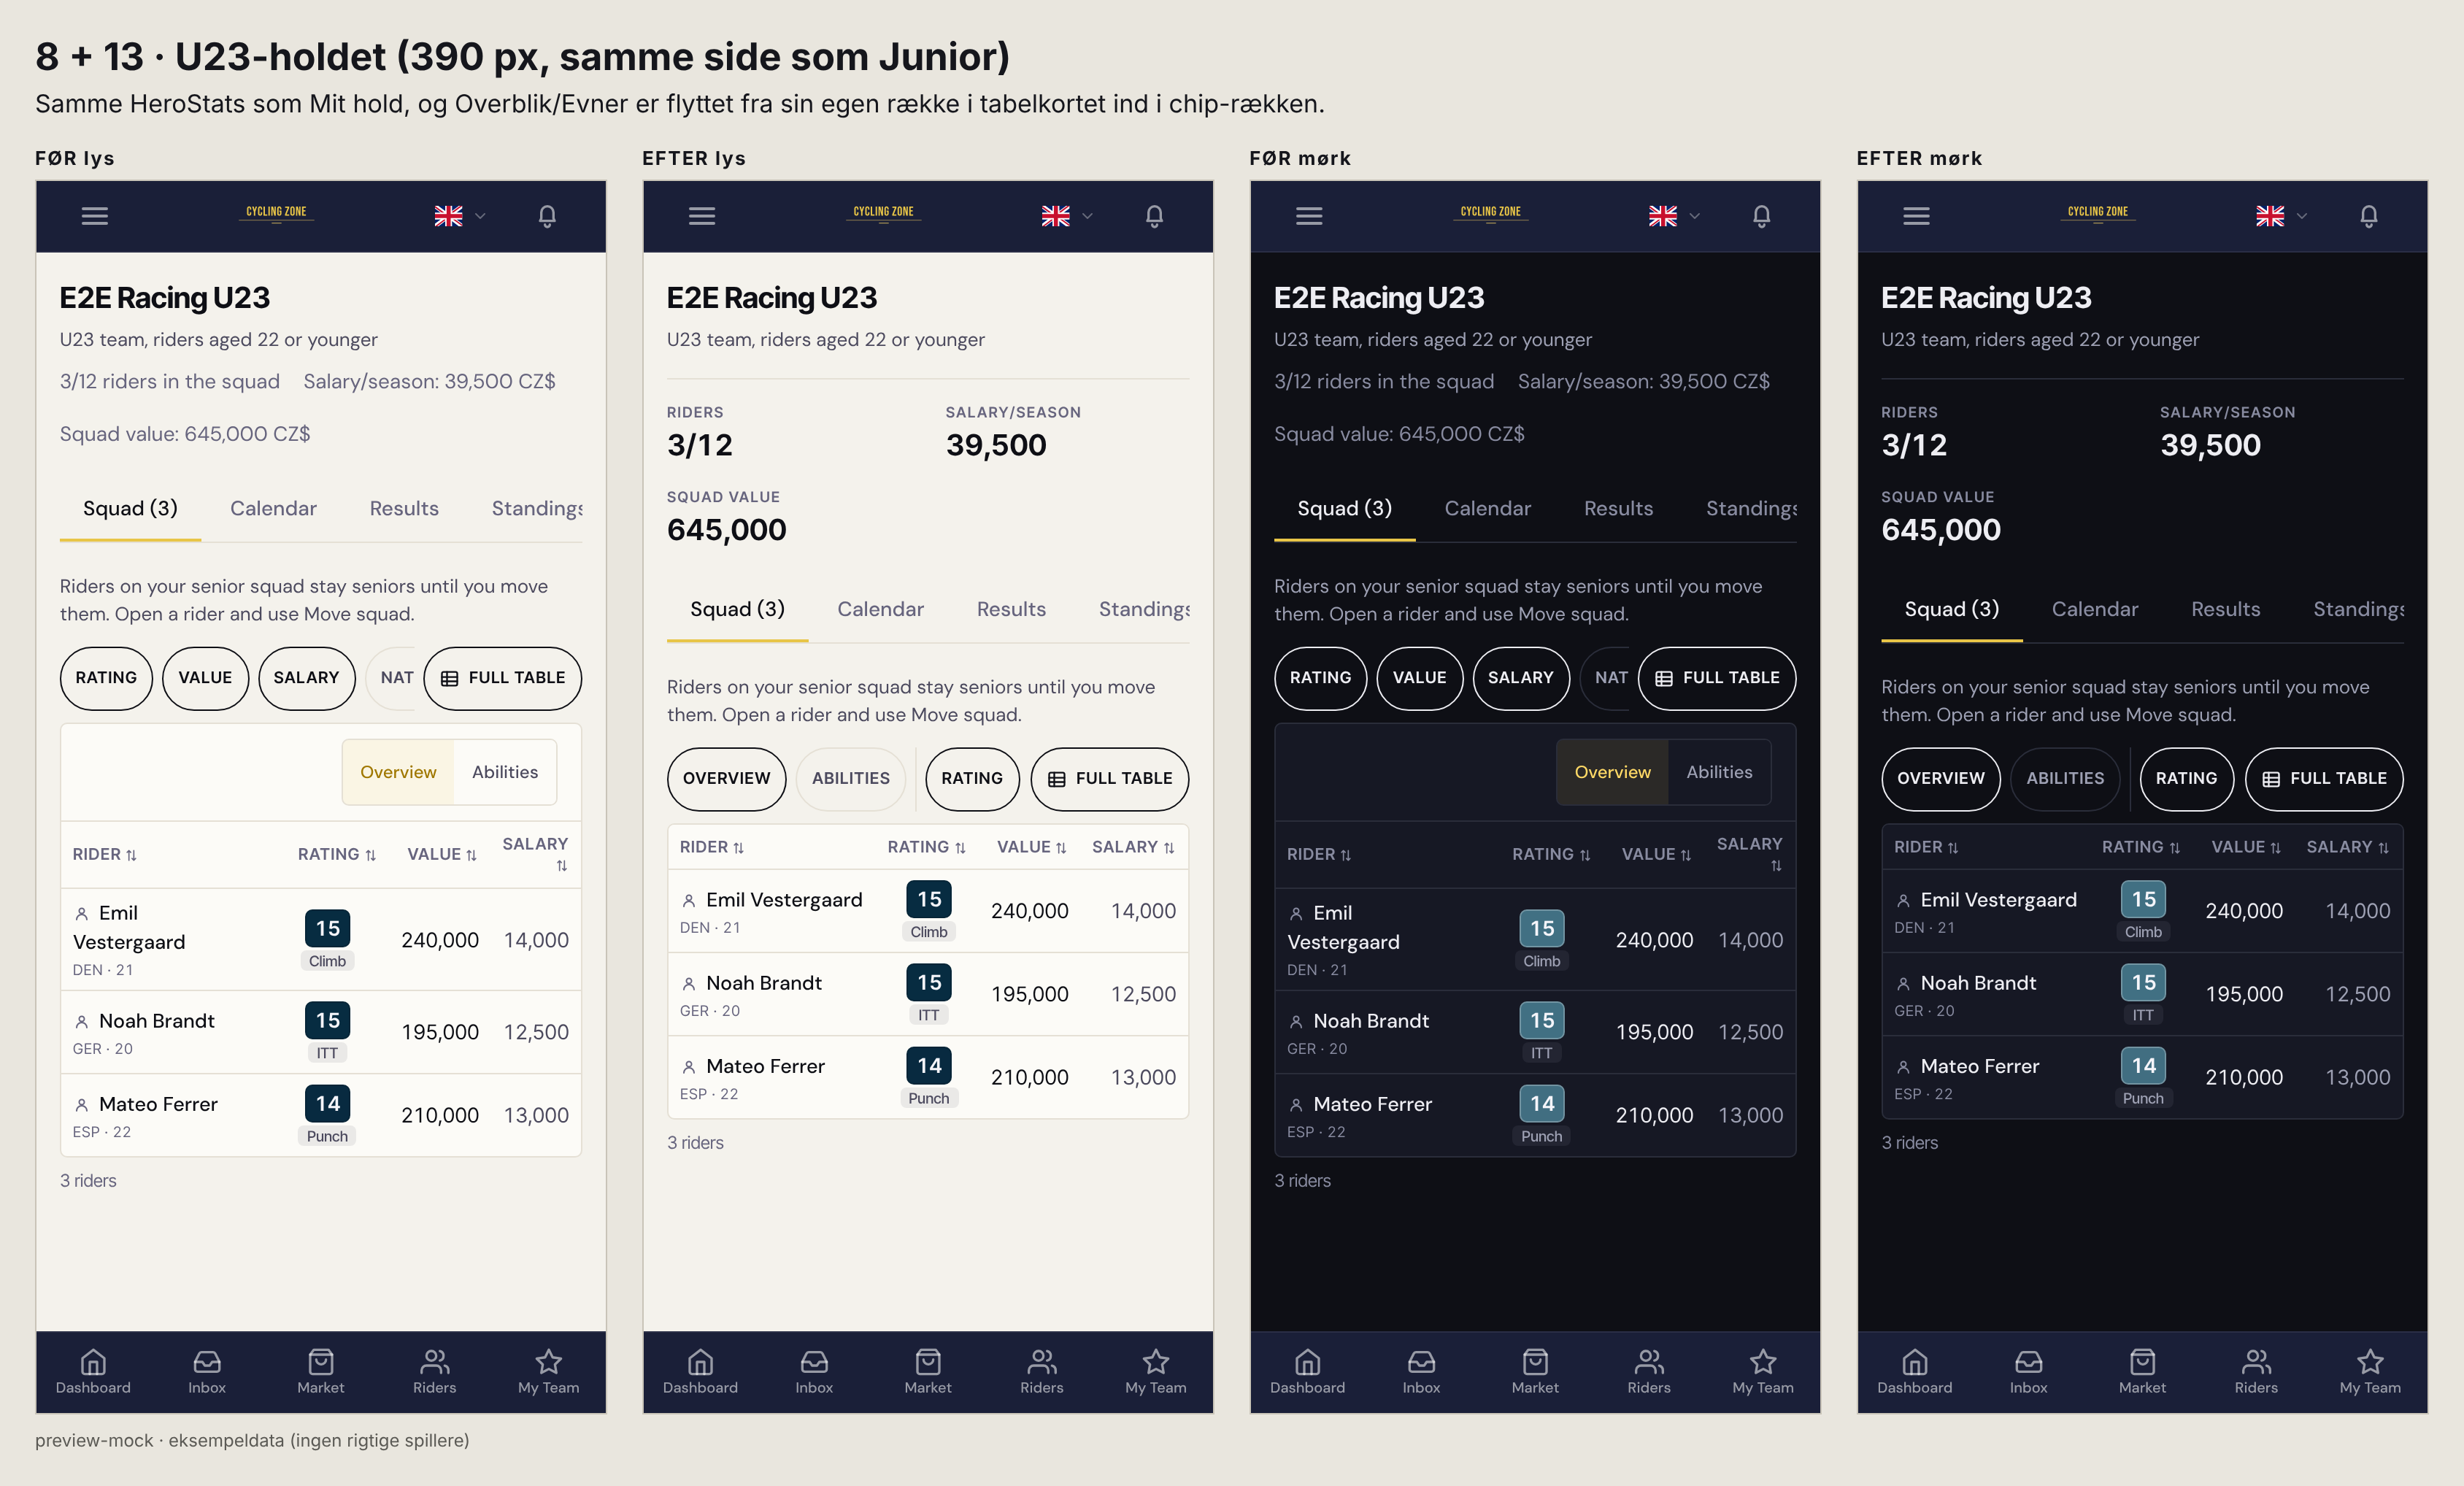 8 + 13 · U23-holdet (390 px, samme side som Junior)
Samme HeroStats som Mit hold, og Overblik/Evner er flyttet fra sin egen række i tabelkortet ind i chip-rækken.
FØR lys
CYCLING ZONE
E2E Racing U23
U23 team, riders aged 22 or younger
3/12 riders in the squad Salary/season: 39,500 CZ$
Squad value: 645,000 CZ$
Squad (3) Calendar Results Standings
Riders on your senior squad stay seniors until you move
them. Open a rider and use Move squad.
RATING VALUE SALARY NAT FULL TABLE
Overview Abilities
RIDER RATING VALUE SALARY
Emil
Vestergaard 15 240,000 14,000
DEN · 21 Climb
Noah Brandt 15 195,000 12,500
GER · 20 ITT
Mateo Ferrer 14 210,000 13,000
ESP · 22 Punch
3 riders
Dashboard Inbox Market Riders My Team
EFTER lys
CYCLING ZONE
E2E Racing U23
U23 team, riders aged 22 or younger
RIDERS SALARY/SEASON
3/12 39,500
SQUAD VALUE
645,000
Squad (3) Calendar Results Standings
Riders on your senior squad stay seniors until you move
them. Open a rider and use Move squad.
OVERVIEW ABILITIES RATING FULL TABLE
RIDER RATING VALUE SALARY
Emil Vestergaard 15 240,000 14,000
DEN · 21 Climb
Noah Brandt 15 195,000 12,500
GER · 20 ITT
Mateo Ferrer 14 210,000 13,000
ESP · 22 Punch
3 riders
Dashboard Inbox Market Riders My Team
FØR mørk
CYCLING ZONE
E2E Racing U23
U23 team, riders aged 22 or younger
3/12 riders in the squad Salary/season: 39,500 CZ$
Squad value: 645,000 CZ$
Squad (3) Calendar Results Standings
Riders on your senior squad stay seniors until you move
them. Open a rider and use Move squad.
RATING VALUE SALARY NAT FULL TABLE
Overview Abilities
RIDER RATING VALUE SALARY
Emil
Vestergaard 15 240,000 14,000
DEN · 21 Climb
Noah Brandt 15 195,000 12,500
GER · 20 ITT
Mateo Ferrer 14 210,000 13,000
ESP · 22 Punch
3 riders
Dashboard Inbox Market Riders My Team
EFTER mørk
CYCLING ZONE
E2E Racing U23
U23 team, riders aged 22 or younger
RIDERS SALARY/SEASON
3/12 39,500
SQUAD VALUE
645,000
Squad (3) Calendar Results Standings
Riders on your senior squad stay seniors until you move
them. Open a rider and use Move squad.
OVERVIEW ABILITIES RATING FULL TABLE
RIDER RATING VALUE SALARY
Emil Vestergaard 15 240,000 14,000
DEN · 21 Climb
Noah Brandt 15 195,000 12,500
GER · 20 ITT
Mateo Ferrer 14 210,000 13,000
ESP · 22 Punch
3 riders
Dashboard Inbox Market Riders My Team
preview-mock · eksempeldata (ingen rigtige spillere)